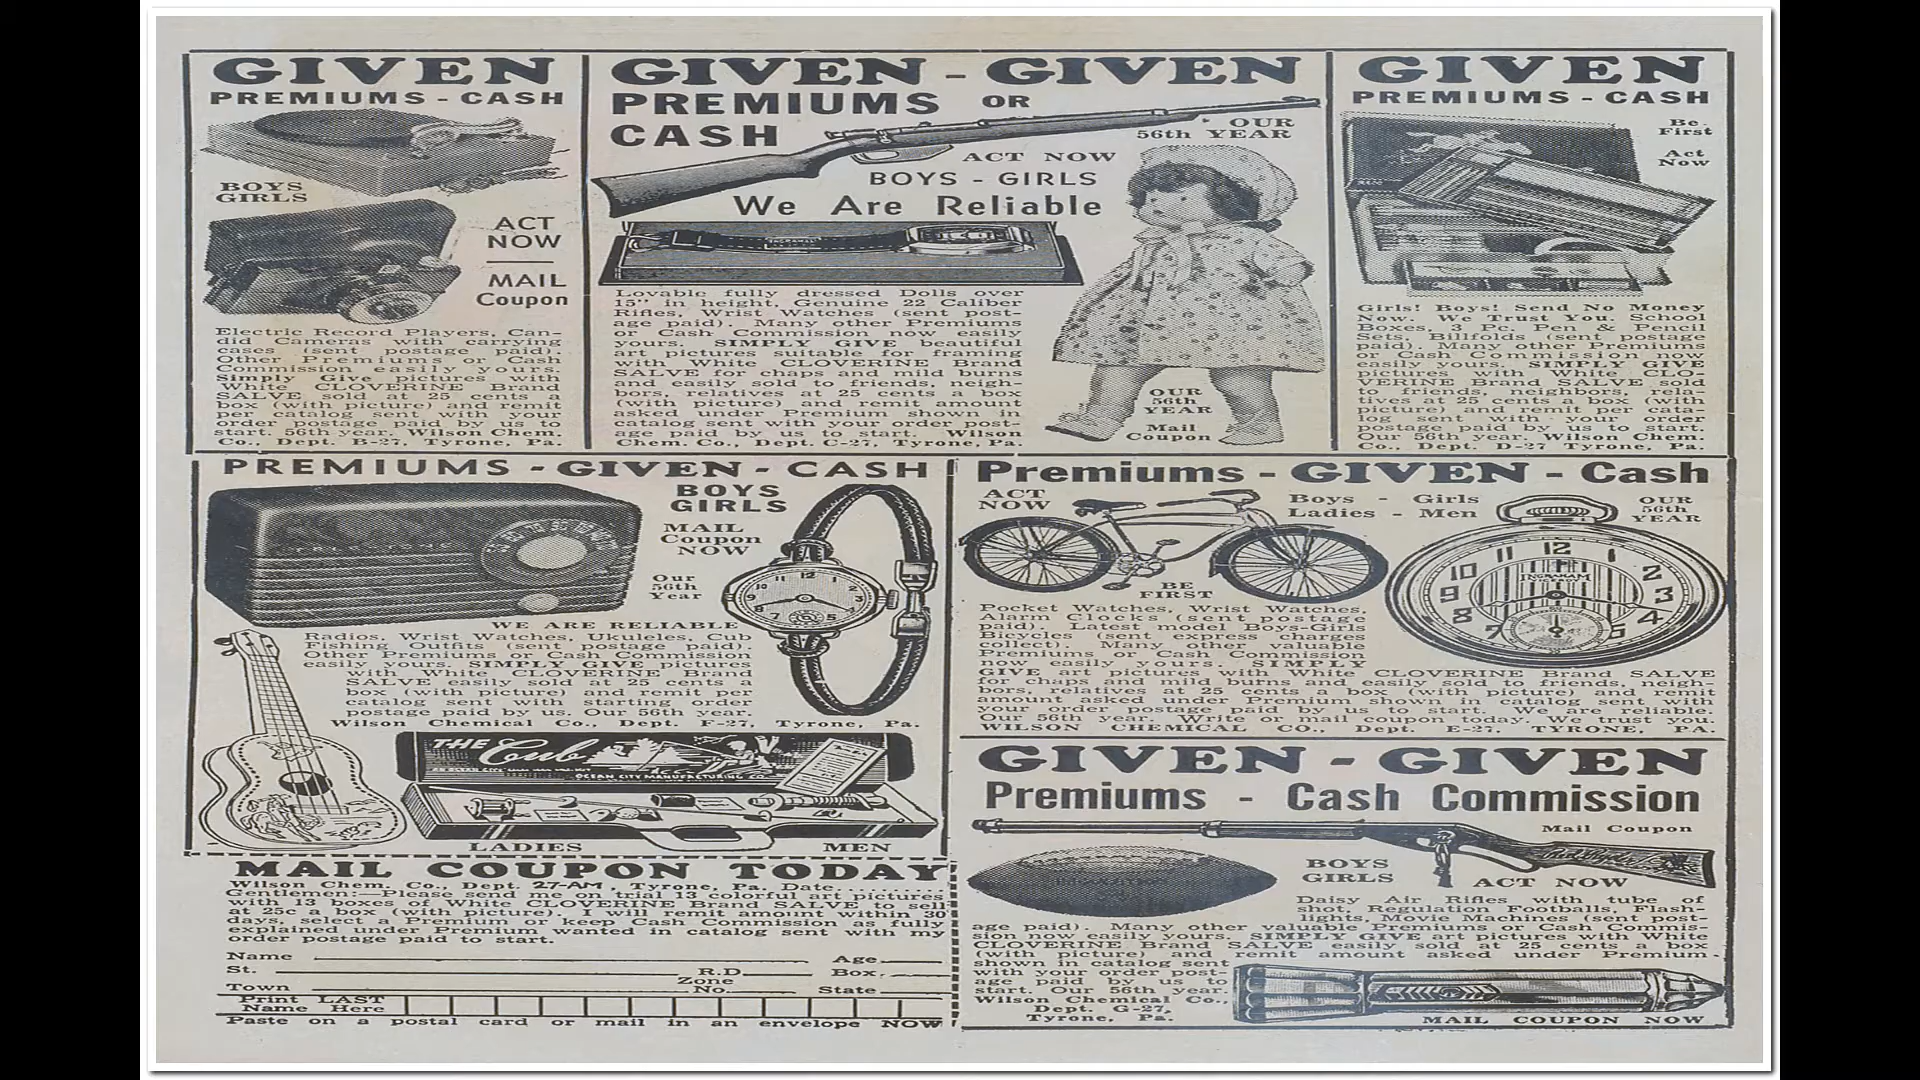 GIVEN
PREMIUMS - CASH
BOYS
GIRLS
ACT
NOW
MAIL
Coupon
Electric Record Players, Can-
did Cameras with carrying
cases (sent postage paid).
Other Premiums or Cash
Commission easily yours.
Simply Give pictures with
White CLOVERINE Brand
SALVE sold at 25 cents a
box (with picture) and remit
per catalog sent with your
order postage paid by us to
start. 56th year. Wilson Chem.
Co., Dept. B-27, Tyrone, Pa.
GIVEN - GIVEN
PREMIUMS OR
CASH
OUR
56th YEAR
ACT NOW
BOYS - GIRLS
We Are Reliable
Lovable fully dressed Dolls over
15" in height, Genuine 22 Caliber
Rifles, Wrist Watches (sent post-
age paid). Many other Premiums
or Cash Commission now easily
yours. SIMPLY GIVE beautiful
art pictures suitable for framing
with White CLOVERINE Brand
SALVE for chaps and mild burns
and easily sold to friends, neigh-
bors, relatives at 25 cents a box
(with picture) and remit amount
asked under Premium shown in
catalog sent with your order post-
age paid by us to start. Wilson
Chem. Co., Dept. C-27, Tyrone, Pa.
OUR
56th
YEAR
Mail
Coupon
GIVEN
PREMIUMS - CASH
Be
First
Act
Now
Girls! Boys! Send No Money
Now. We Trust You. School
Boxes, 3 Pc. Pen & Pencil
Sets, Billfolds (sent postage
paid). Many other Premiums
or Cash Commission now
easily yours. SIMPLY GIVE
pictures with White CLO-
VERINE Brand SALVE sold
to friends, neighbors, rela-
tives at 25 cents a box (with
picture) and remit per cata-
log sent with your order
postage paid by us to start.
Our 56th year. Wilson Chem.
Co., Dept. D-27 Tyrone, Pa.
PREMIUMS - GIVEN - CASH
BOYS
GIRLS
MAIL
Coupon
NOW
Our
56th
Year
WE ARE RELIABLE
Radios, Wrist Watches, Ukuleles, Cub
Fishing Outfits (sent postage paid).
Other Premiums or Cash Commission
easily yours. SIMPLY GIVE pictures
with White CLOVERINE Brand
SALVE easily sold at 25 cents a
box (with picture) and remit per
catalog sent with starting order
postage paid by us. Our 56th year.
Wilson Chemical Co., Dept. F-27, Tyrone, Pa.
THE Cub
OCEAN CITY MANUFACTURING CO.
LADIES MEN
Premiums - GIVEN - Cash
ACT
NOW
Boys - Girls
Ladies - Men
OUR
56th
YEAR
BE
FIRST
INGRAHAM
Pocket Watches, Wrist Watches,
Alarm Clocks (sent postage
paid). Latest model Boys-Girls
Bicycles (sent express charges
collect). Many other valuable
Premiums or Cash Commission
now easily yours. SIMPLY
GIVE art pictures with White CLOVERINE Brand SALVE
for chaps and mild burns and easily sold to friends, neigh-
bors, relatives at 25 cents a box (with picture) and remit
amount asked under Premium shown in catalog sent with
your order postage paid by us to start. We are reliable.
Our 56th year. Write or mail coupon today. We trust you.
WILSON CHEMICAL CO., Dept. E-27, TYRONE, PA.
GIVEN - GIVEN
Premiums - Cash Commission
Mail Coupon
BOYS
GIRLS
ACT NOW
Daisy Air Rifles with tube of
shot, Regulation Footballs, Flash-
lights, Movie Machines (sent post-
age paid). Many other valuable Premiums or Cash Commis-
sion now easily yours. SIMPLY GIVE art pictures with White
CLOVERINE Brand SALVE easily sold at 25 cents a box
(with picture) and remit amount asked under Premium
shown in catalog sent
with your order post-
age paid by us to
start. Our 56th year.
Wilson Chemical Co.,
Dept. G-27,
Tyrone, Pa.
MAIL COUPON NOW
MAIL COUPON TODAY
Wilson Chem. Co., Dept. 27-AM, Tyrone, Pa. Date..........
Gentlemen:—Please send me on trial 13 colorful art pictures
with 13 boxes of White CLOVERINE Brand SALVE to sell
at 25c a box (with picture). I will remit amount within 30
days, select a Premium or keep Cash Commission as fully
explained under Premium wanted in catalog sent with my
order postage paid to start.
Name Age
St. R.D. Box
Town Zone No. State
Print LAST
Name Here
Paste on a postal card or mail in an envelope NOW